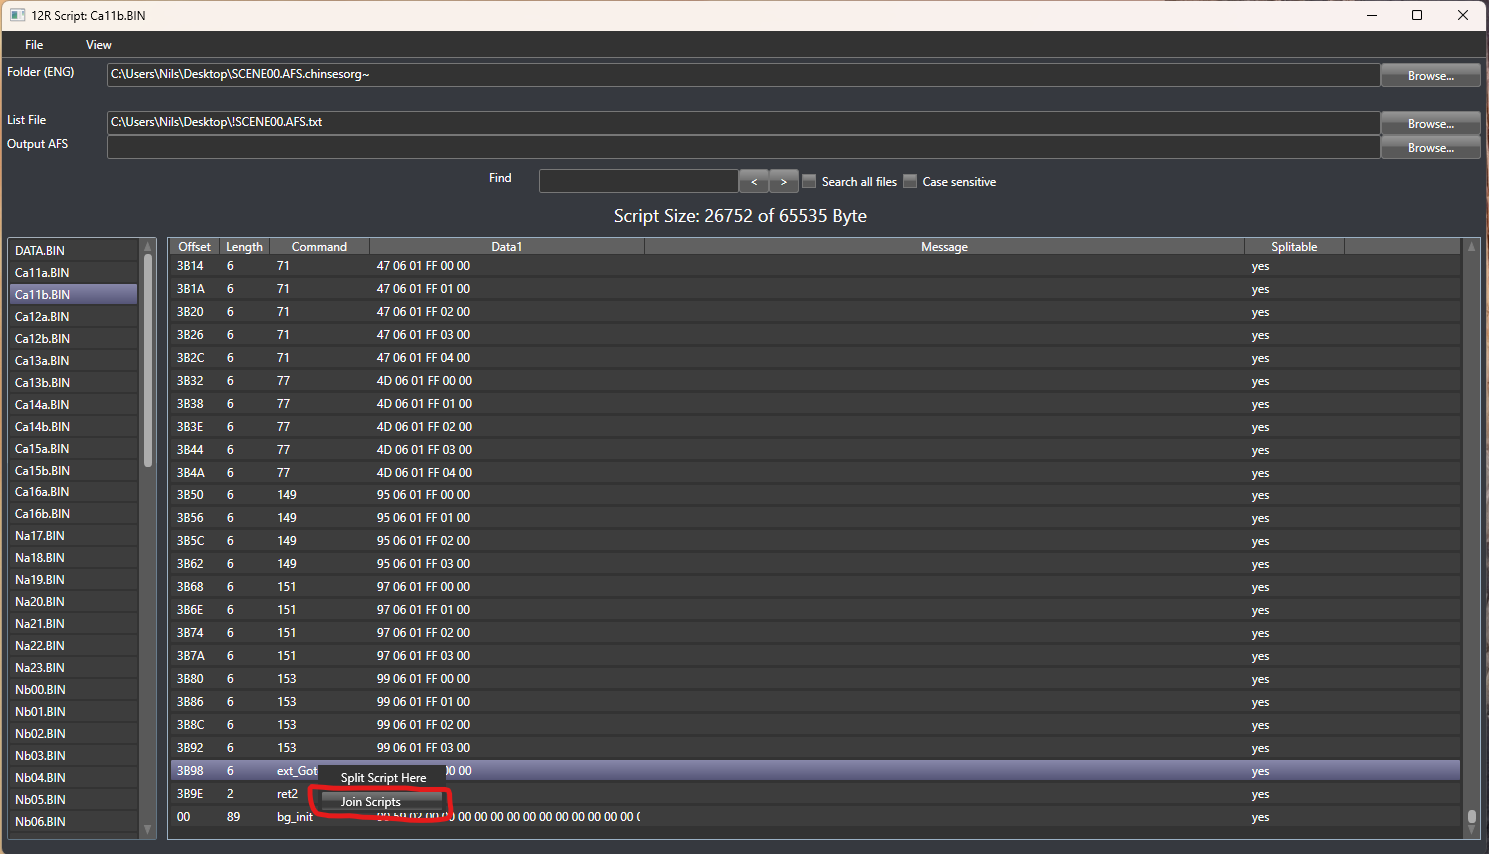 12R Script: Ca11b.BIN
File View
Folder (ENG) C:\Users\Nils\Desktop\SCENE00.AFS.chinsesorg~ Browse...
List File C:\Users\Nils\Desktop\!SCENE00.AFS.txt Browse...
Output AFS Browse...
Find < > Search all files Case sensitive
Script Size: 26752 of 65535 Byte
DATA.BIN
Ca11a.BIN
Ca11b.BIN
Ca12a.BIN
Ca12b.BIN
Ca13a.BIN
Ca13b.BIN
Ca14a.BIN
Ca14b.BIN
Ca15a.BIN
Ca15b.BIN
Ca16a.BIN
Ca16b.BIN
Na17.BIN
Na18.BIN
Na19.BIN
Na20.BIN
Na21.BIN
Na22.BIN
Na23.BIN
Nb00.BIN
Nb01.BIN
Nb02.BIN
Nb03.BIN
Nb04.BIN
Nb05.BIN
Nb06.BIN
Offset Length Command Data1 Message Splitable
3B14 6 71 47 06 01 FF 00 00 yes
3B1A 6 71 47 06 01 FF 01 00 yes
3B20 6 71 47 06 01 FF 02 00 yes
3B26 6 71 47 06 01 FF 03 00 yes
3B2C 6 71 47 06 01 FF 04 00 yes
3B32 6 77 4D 06 01 FF 00 00 yes
3B38 6 77 4D 06 01 FF 01 00 yes
3B3E 6 77 4D 06 01 FF 02 00 yes
3B44 6 77 4D 06 01 FF 03 00 yes
3B4A 6 77 4D 06 01 FF 04 00 yes
3B50 6 149 95 06 01 FF 00 00 yes
3B56 6 149 95 06 01 FF 01 00 yes
3B5C 6 149 95 06 01 FF 02 00 yes
3B62 6 149 95 06 01 FF 03 00 yes
3B68 6 151 97 06 01 FF 00 00 yes
3B6E 6 151 97 06 01 FF 01 00 yes
3B74 6 151 97 06 01 FF 02 00 yes
3B7A 6 151 97 06 01 FF 03 00 yes
3B80 6 153 99 06 01 FF 00 00 yes
3B86 6 153 99 06 01 FF 01 00 yes
3B8C 6 153 99 06 01 FF 02 00 yes
3B92 6 153 99 06 01 FF 03 00 yes
3B98 6 ext_Got 00 00 yes
Split Script Here
3B9E 2 ret2 yes
Join Scripts
00 89 bg_init 00 00 00 00 00 00 00 00 00 00 00 yes